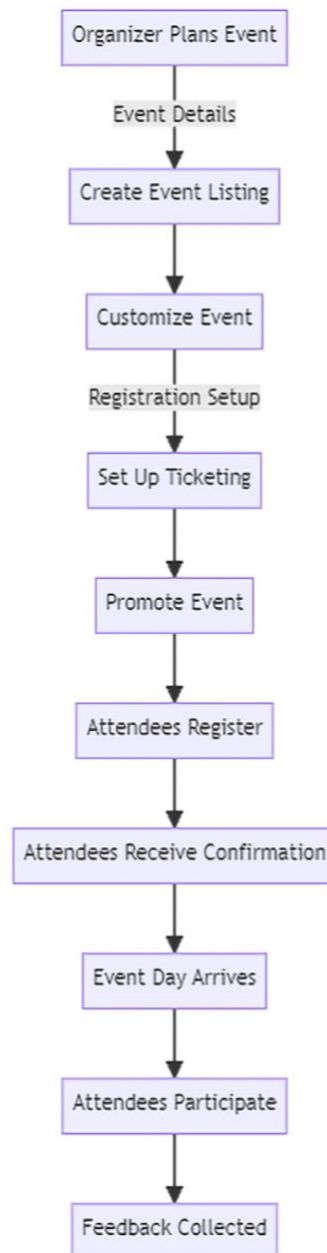 Organizer Plans Event
Event Details
Create Event Listing
Customize Event
Registration Setup
Set Up Ticketing
Promote Event
Attendees Register
Attendees Receive Confirmation
Event Day Arrives
Attendees Participate
Feedback Collected